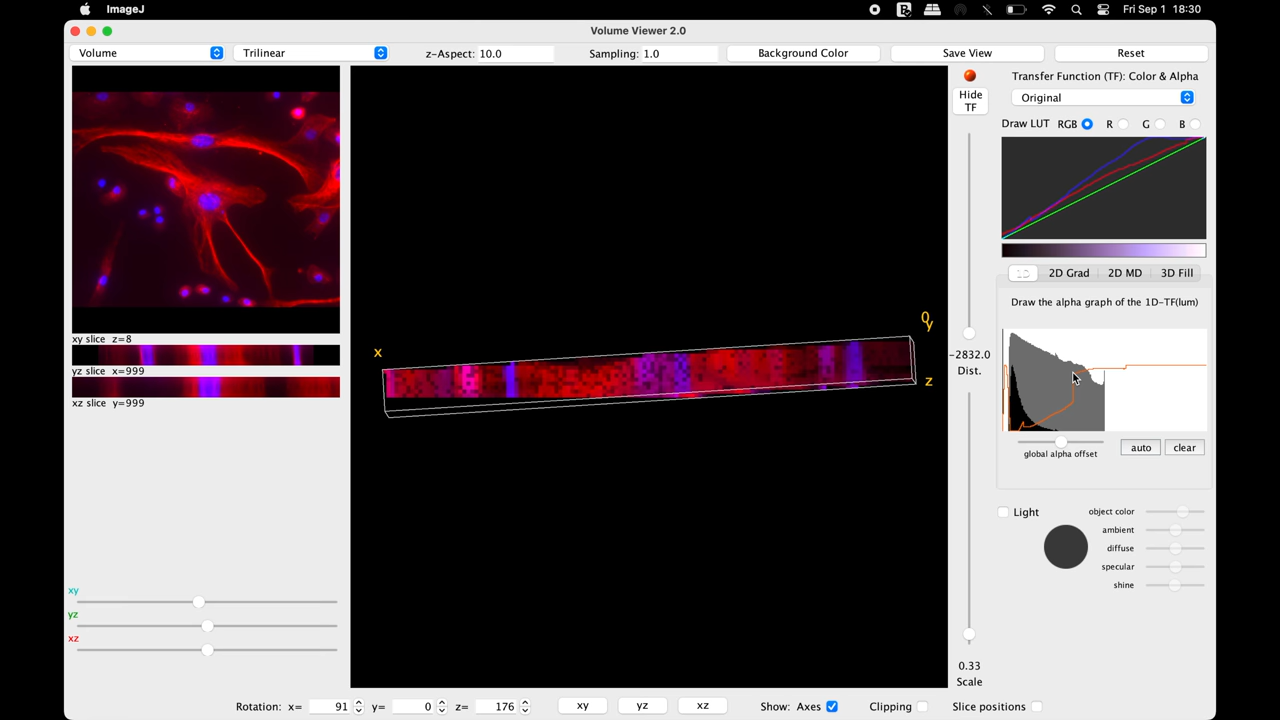 ImageJ
Fri Sep 1 18:30
Volume Viewer 2.0
Volume
Trilinear
z-Aspect: 10.0
Sampling: 1.0
Background Color
Save View
Reset
Hide
TF
Transfer Function (TF): Color & Alpha
Original
Draw LUT RGB R G B
2D Grad 2D MD 3D Fill
Draw the alpha graph of the 1D-TF(lum)
xy slice z=8
yz slice x=999
xz slice y=999
x
0
y
z
-2832.0
Dist.
global alpha offset
auto
clear
Light
object color
ambient
diffuse
specular
shine
xy
yz
xz
0.33
Scale
Rotation: x= 91 y= 0 z= 176
xy
yz
xz
Show: Axes
Clipping
Slice positions